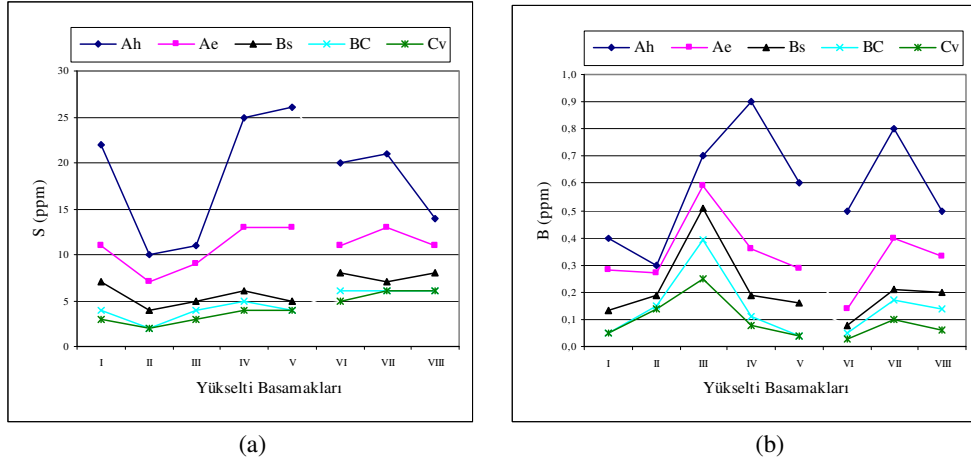 Ah Ae Bs BC Cv
30
25
20
15
10
5
0
S (ppm)
I II III IV V VI VII VIII
Yükselti Basamakları
(a)
Ah Ae Bs BC Cv
1,0
0,9
0,8
0,7
0,6
0,5
0,4
0,3
0,2
0,1
0,0
B (ppm)
I II III IV V VI VII VIII
Yükselti Basamakları
(b)